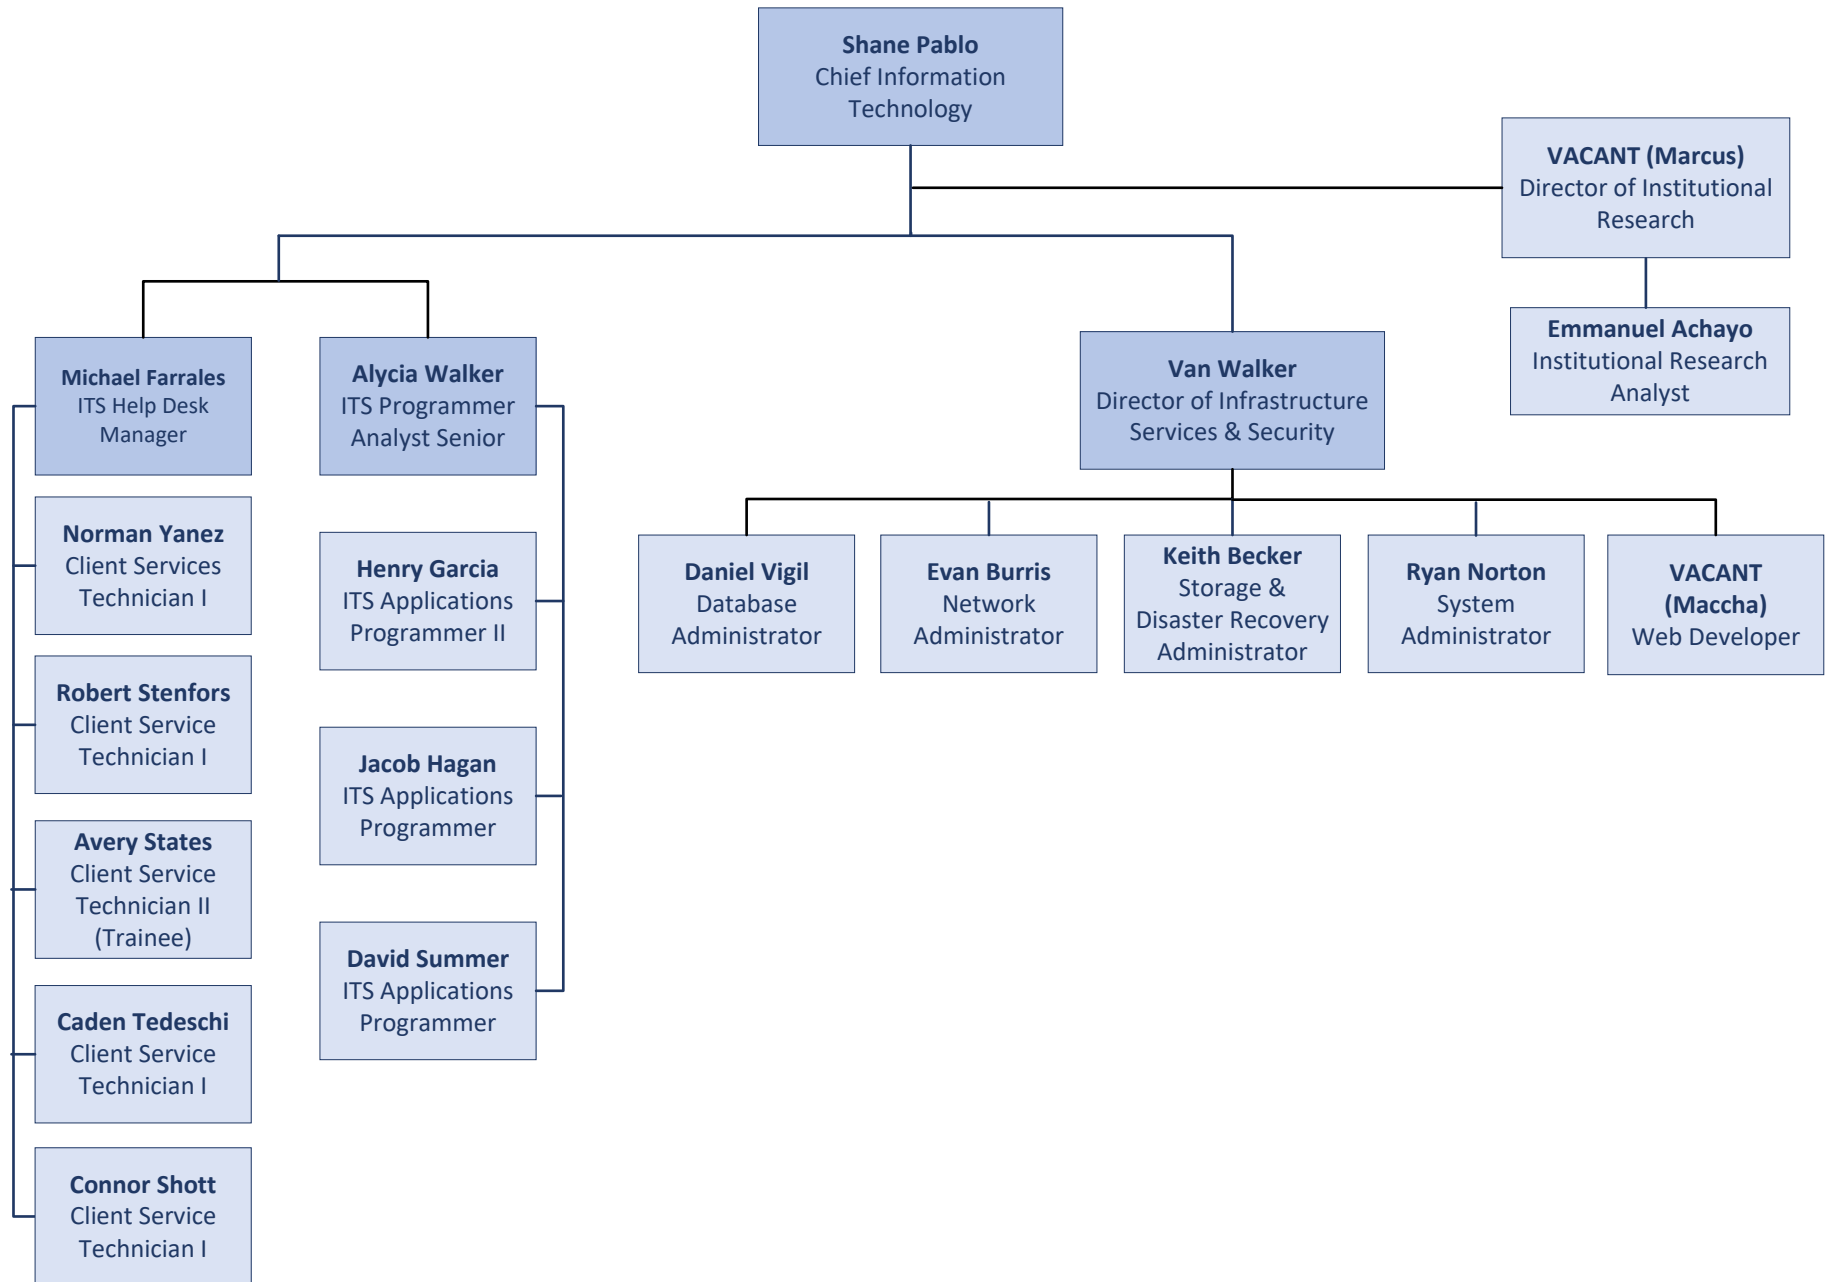 Shane Pablo
Chief Information
Technology
VACANT (Marcus)
Director of Institutional
Research
Emmanuel Achayo
Institutional Research
Analyst
Michael Farrales
ITS Help Desk
Manager
Alycia Walker
ITS Programmer
Analyst Senior
Van Walker
Director of Infrastructure
Services & Security
Norman Yanez
Client Services
Technician I
Robert Stenfors
Client Service
Technician I
Avery States
Client Service
Technician II
(Trainee)
Caden Tedeschi
Client Service
Technician I
Connor Shott
Client Service
Technician I
Henry Garcia
ITS Applications
Programmer II
Jacob Hagan
ITS Applications
Programmer
David Summer
ITS Applications
Programmer
Daniel Vigil
Database
Administrator
Evan Burris
Network
Administrator
Keith Becker
Storage &
Disaster Recovery
Administrator
Ryan Norton
System
Administrator
VACANT
(Maccha)
Web Developer